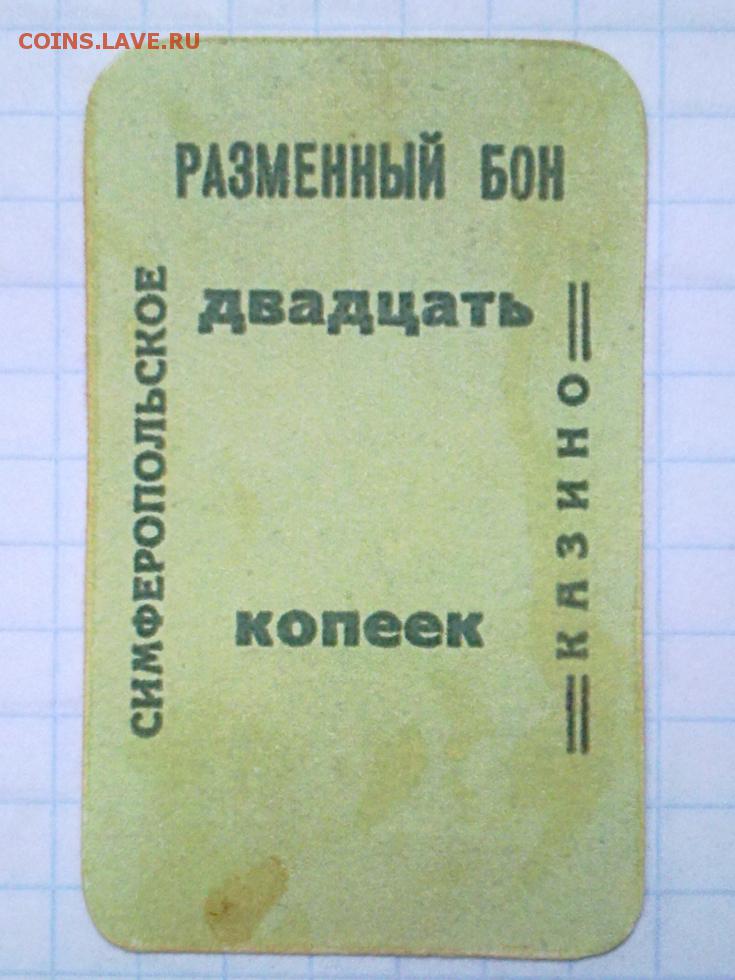 COINS.LAVE.RU
РАЗМЕННЫЙ БОН
СИМФЕРОПОЛЬСКОЕ
двадцать
копеек
КАЗИНО